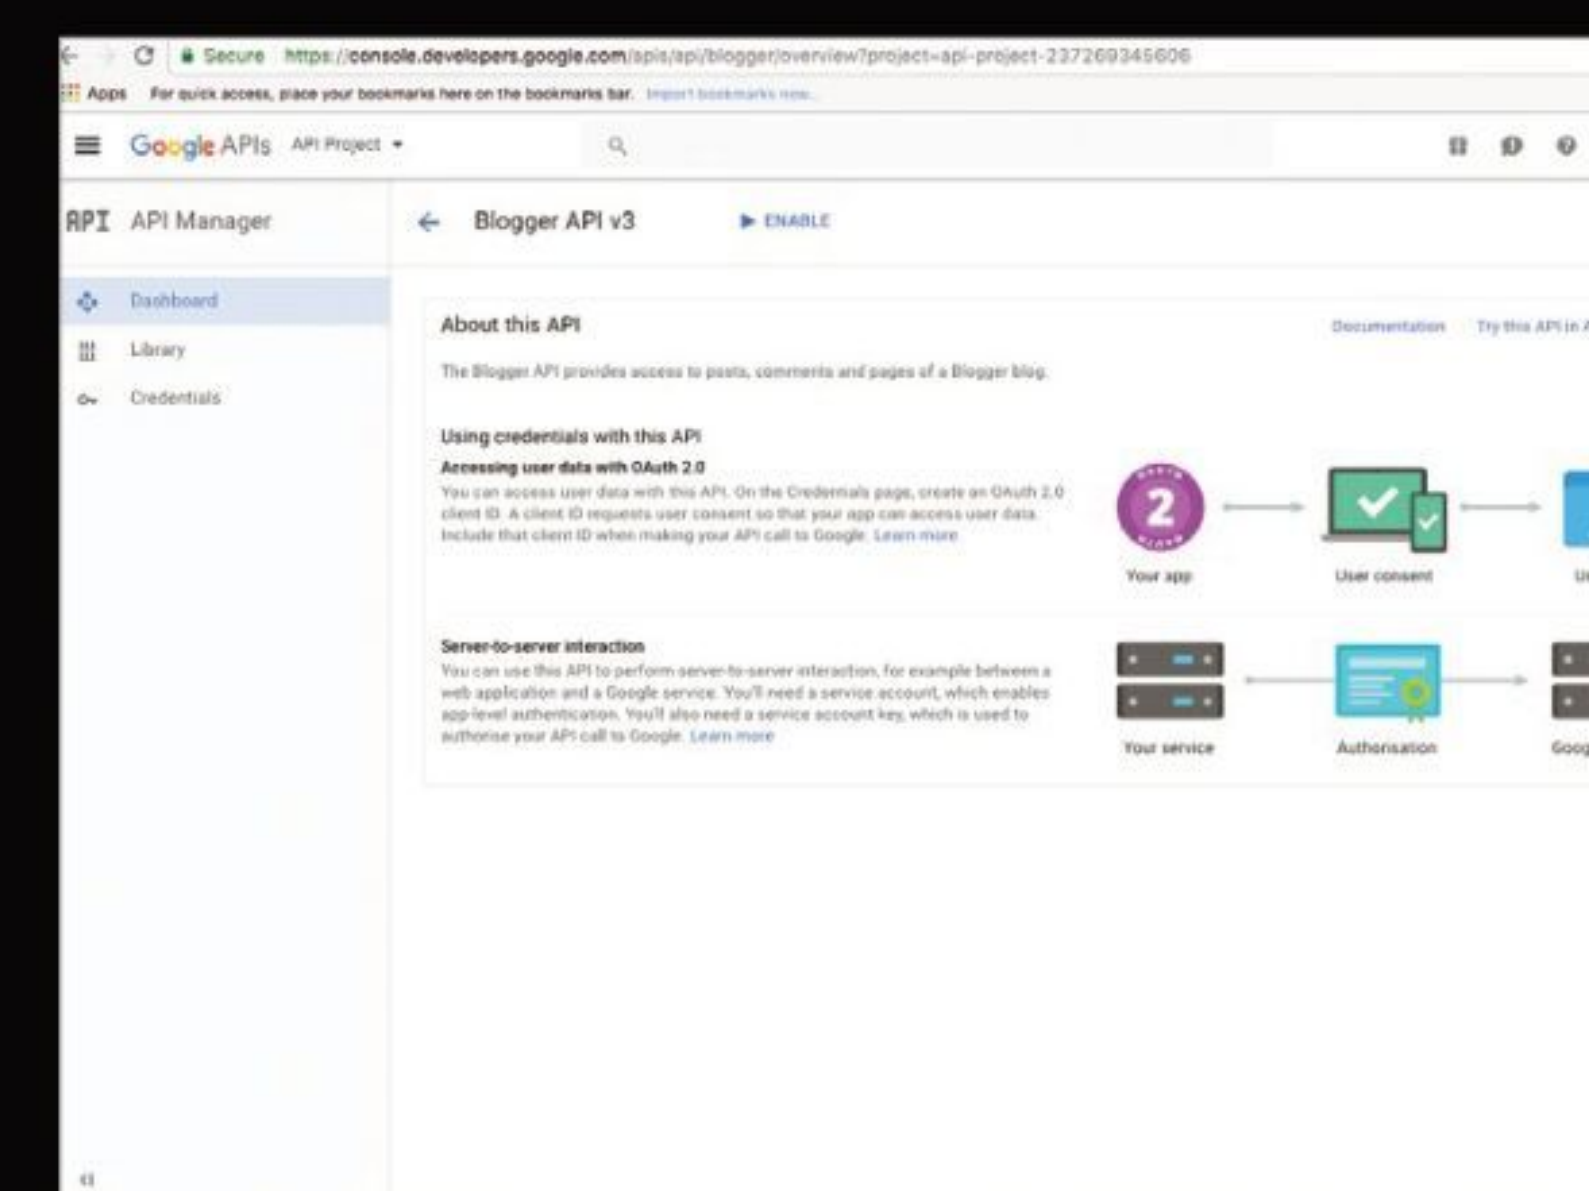 Secure https://console.developers.google.com/apis/api/blogger/overview?project=api-project-237269345606
Apps For quick access, place your bookmarks here on the bookmarks bar. Import bookmarks now...
Google APIs API Project
API API Manager
Blogger API v3 ENABLE
Dashboard
Library
Credentials
About this API
Documentation Try this API in A
The Blogger API provides access to posts, comments and pages of a Blogger blog.
Using credentials with this API
Accessing user data with OAuth 2.0
You can access user data with this API. On the Credentials page, create an OAuth 2.0
client ID. A client ID requests user consent so that your app can access user data.
Include that client ID when making your API call to Google. Learn more
2
Your app
User consent
Server-to-server interaction
You can use this API to perform server-to-server interaction, for example between a
web application and a Google service. You'll need a service account, which enables
app-level authentication. You'll also need a service account key, which is used to
authorise your API call to Google. Learn more
Your service
Authorisation
Goog